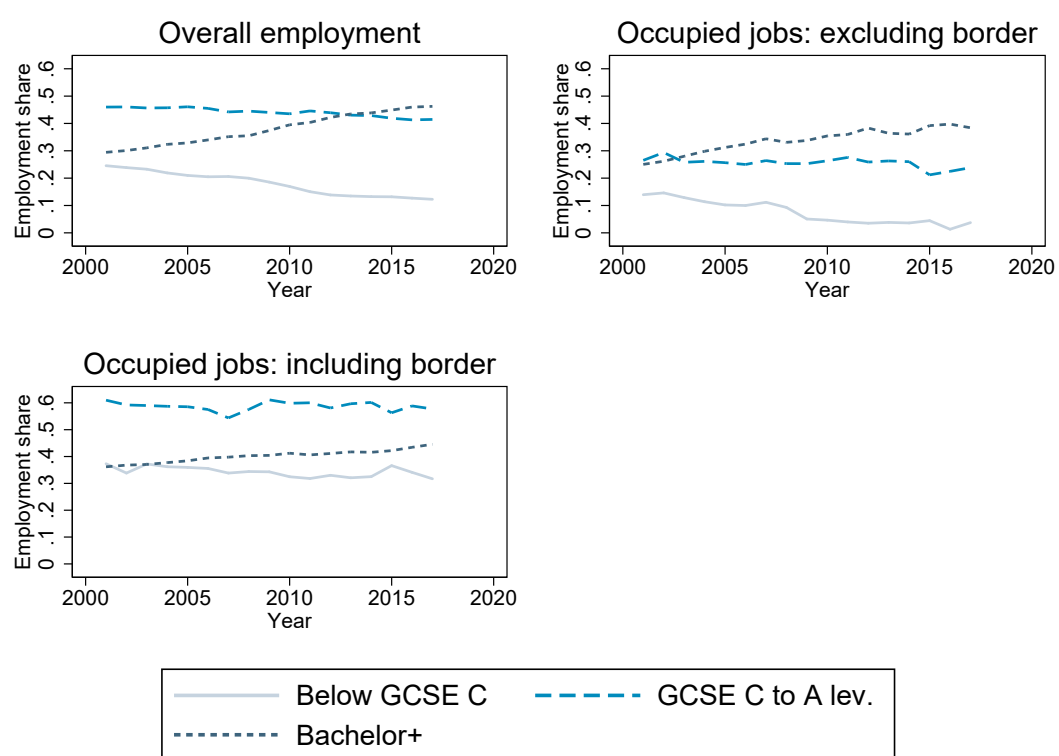 Overall employment
Employment share
.6
.5
.4
.3
.2
.1
0
2000 2005 2010 2015 2020
Year
Occupied jobs: excluding border
Employment share
.6
.5
.4
.3
.2
.1
0
2000 2005 2010 2015 2020
Year
Occupied jobs: including border
Employment share
.6
.5
.4
.3
.2
.1
0
2000 2005 2010 2015 2020
Year
Below GCSE C GCSE C to A lev.
Bachelor+